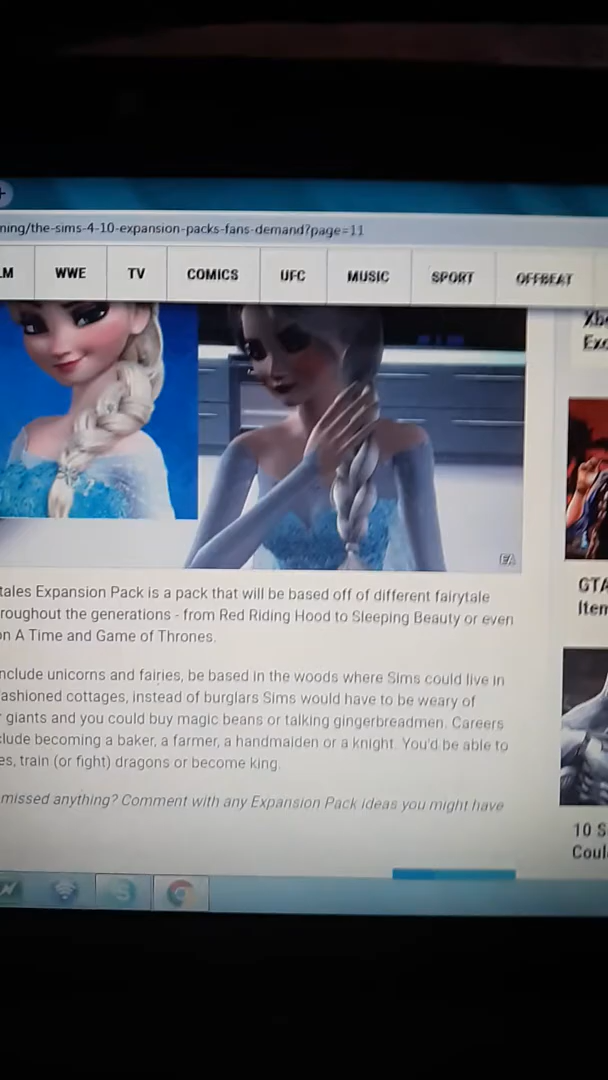 ning/the-sims-4-10-expansion-packs-fans-demand?page=11
LM WWE TV COMICS UFC MUSIC SPORT OFFBEAT
Xb
Exc
EA
GTA
Item
tales Expansion Pack is a pack that will be based off of different fairytale
roughout the generations - from Red Riding Hood to Sleeping Beauty or even
on A Time and Game of Thrones.
nclude unicorns and fairies, be based in the woods where Sims could live in
ashioned cottages, instead of burglars Sims would have to be weary of
r giants and you could buy magic beans or talking gingerbreadmen. Careers
clude becoming a baker, a farmer, a handmaiden or a knight. You'd be able to
es, train (or fight) dragons or become king.
missed anything? Comment with any Expansion Pack ideas you might have
10 S
Coul